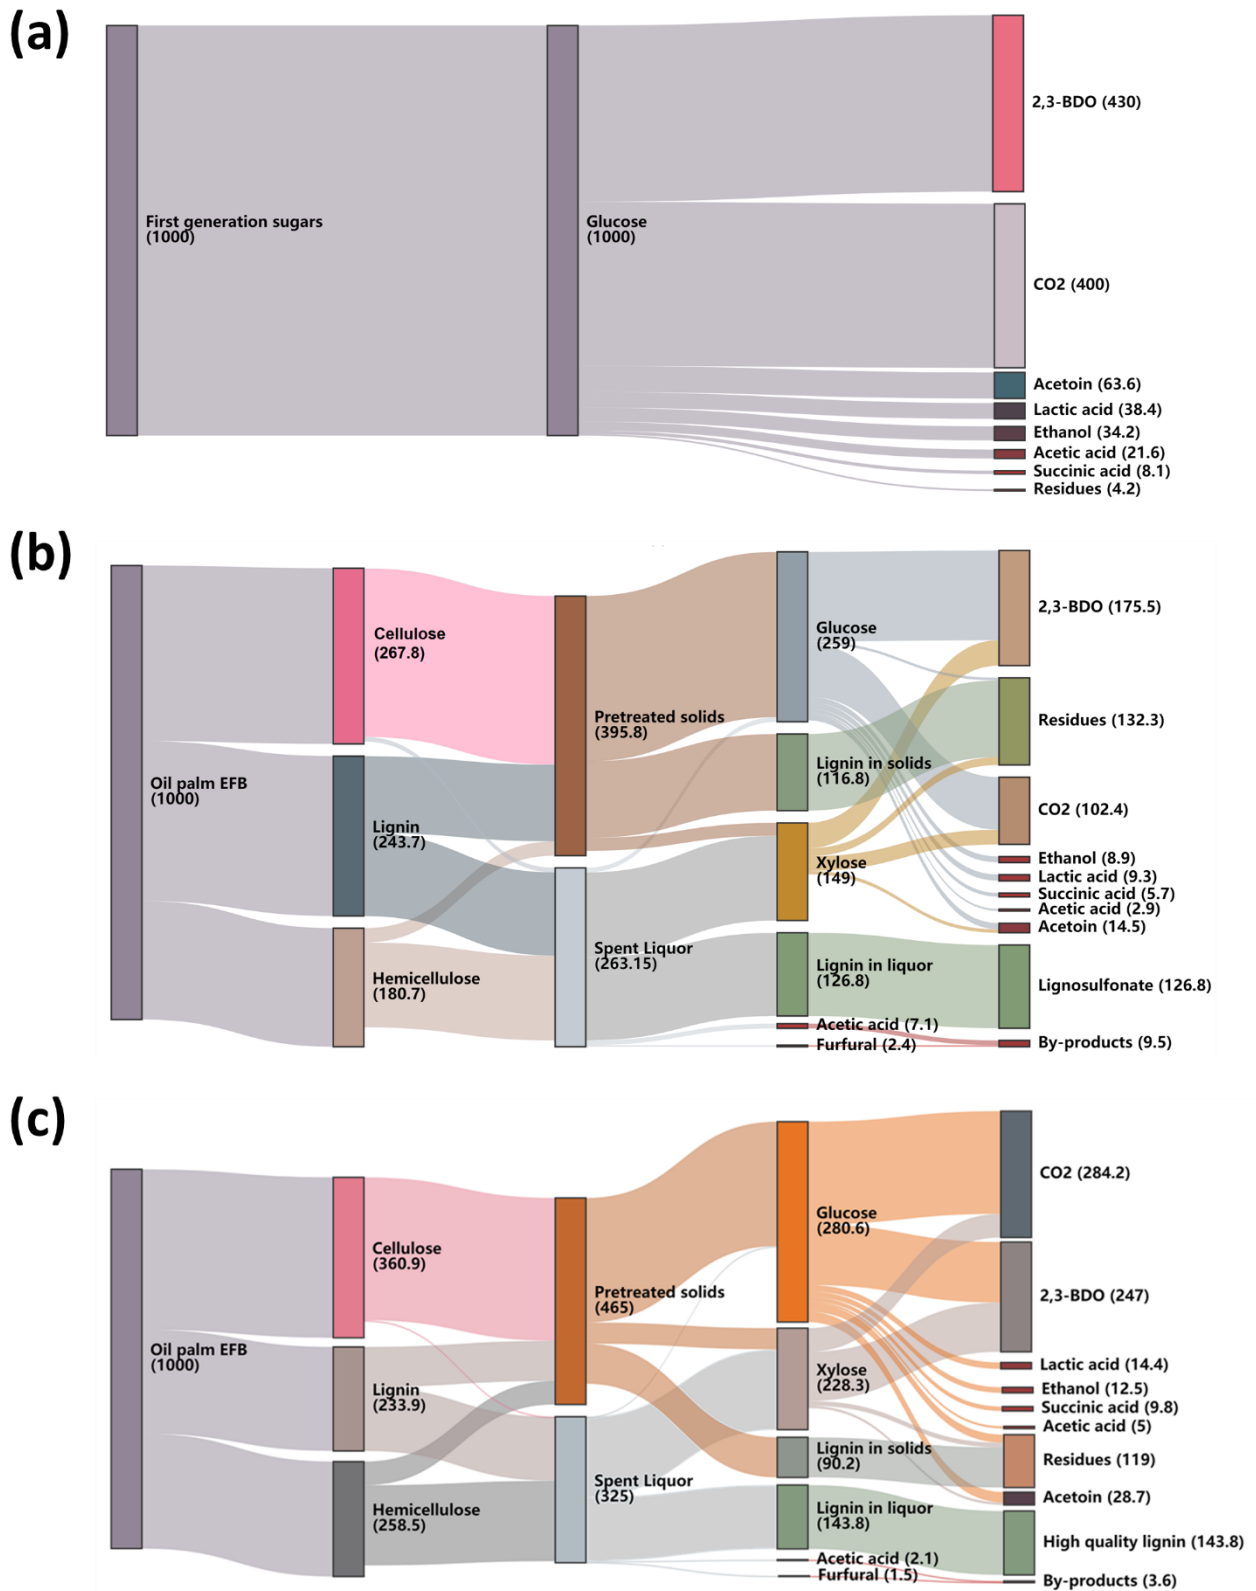 (a)
2,3-BDO (430)
First generation sugars
(1000)
Glucose
(1000)
CO2 (400)
Acetoin (63.6)
Lactic acid (38.4)
Ethanol (34.2)
Acetic acid (21.6)
Succinic acid (8.1)
Residues (4.2)
(b)
Oil palm EFB
(1000)
Cellulose
(267.8)
Lignin
(243.7)
Hemicellulose
(180.7)
Pretreated solids
(395.8)
Spent Liquor
(263.15)
Glucose
(259)
Lignin in solids
(116.8)
Xylose
(149)
Lignin in liquor
(126.8)
Acetic acid (7.1)
Furfural (2.4)
2,3-BDO (175.5)
Residues (132.3)
CO2 (102.4)
Ethanol (8.9)
Lactic acid (9.3)
Succinic acid (5.7)
Acetic acid (2.9)
Acetoin (14.5)
Lignosulfonate (126.8)
By-products (9.5)
(c)
Oil palm EFB
(1000)
Cellulose
(360.9)
Lignin
(233.9)
Hemicellulose
(258.5)
Pretreated solids
(465)
Spent Liquor
(325)
Glucose
(280.6)
Xylose
(228.3)
Lignin in solids
(90.2)
Lignin in liquor
(143.8)
Acetic acid (2.1)
Furfural (1.5)
CO2 (284.2)
2,3-BDO (247)
Lactic acid (14.4)
Ethanol (12.5)
Succinic acid (9.8)
Acetic acid (5)
Residues (119)
Acetoin (28.7)
High quality lignin (143.8)
By-products (3.6)